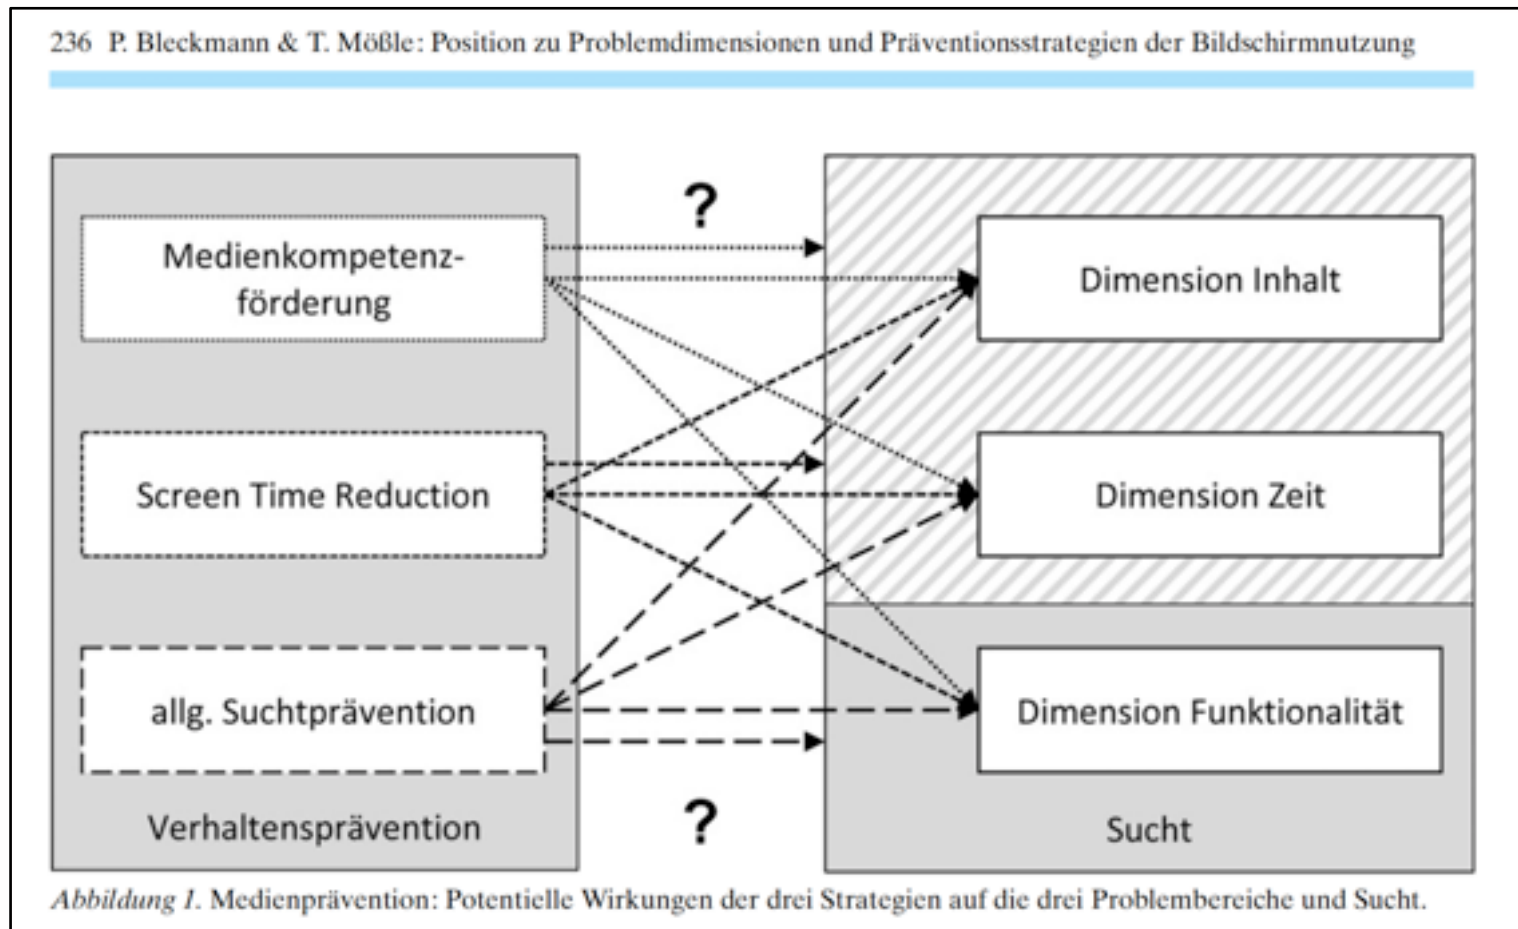 236 P. Bleckmann & T. Mößle: Position zu Problemdimensionen und Präventionsstrategien der Bildschirmnutzung
?
Medienkompetenz-
förderung
Dimension Inhalt
Screen Time Reduction
Dimension Zeit
allg. Suchtprävention
Dimension Funktionalität
Verhaltensprävention
?
Sucht
Abbildung 1. Medienprävention: Potentielle Wirkungen der drei Strategien auf die drei Problembereiche und Sucht.